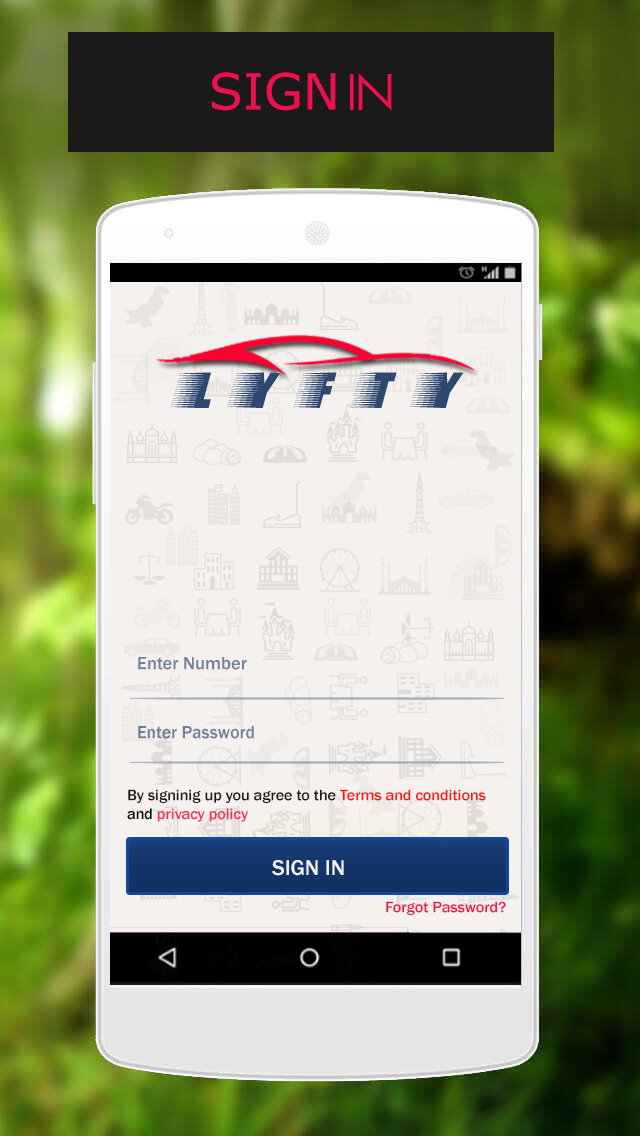 SIGN IN
H
LYFTY
Enter Number
Enter Password
By signinig up you agree to the Terms and conditions
and privacy policy
SIGN IN
Forgot Password?